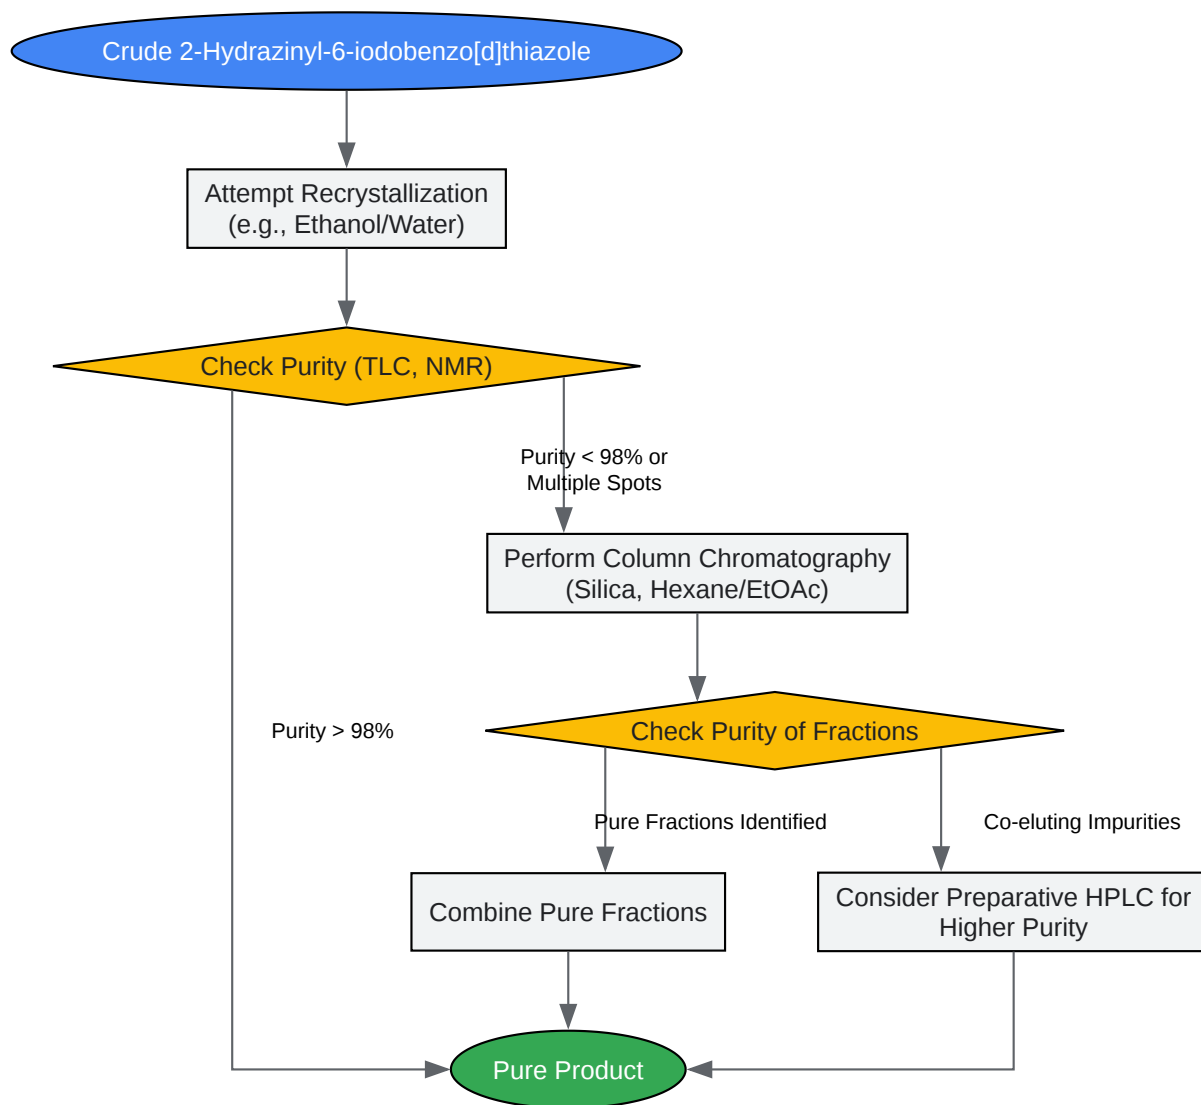 Crude 2-Hydrazinyl-6-iodobenzo[d]thiazole
Attempt Recrystallization
(e.g., Ethanol/Water)
Check Purity (TLC, NMR)
Purity < 98% or
Multiple Spots
Perform Column Chromatography
(Silica, Hexane/EtOAc)
Purity > 98%
Check Purity of Fractions
Pure Fractions Identified
Co-eluting Impurities
Combine Pure Fractions
Consider Preparative HPLC for
Higher Purity
Pure Product